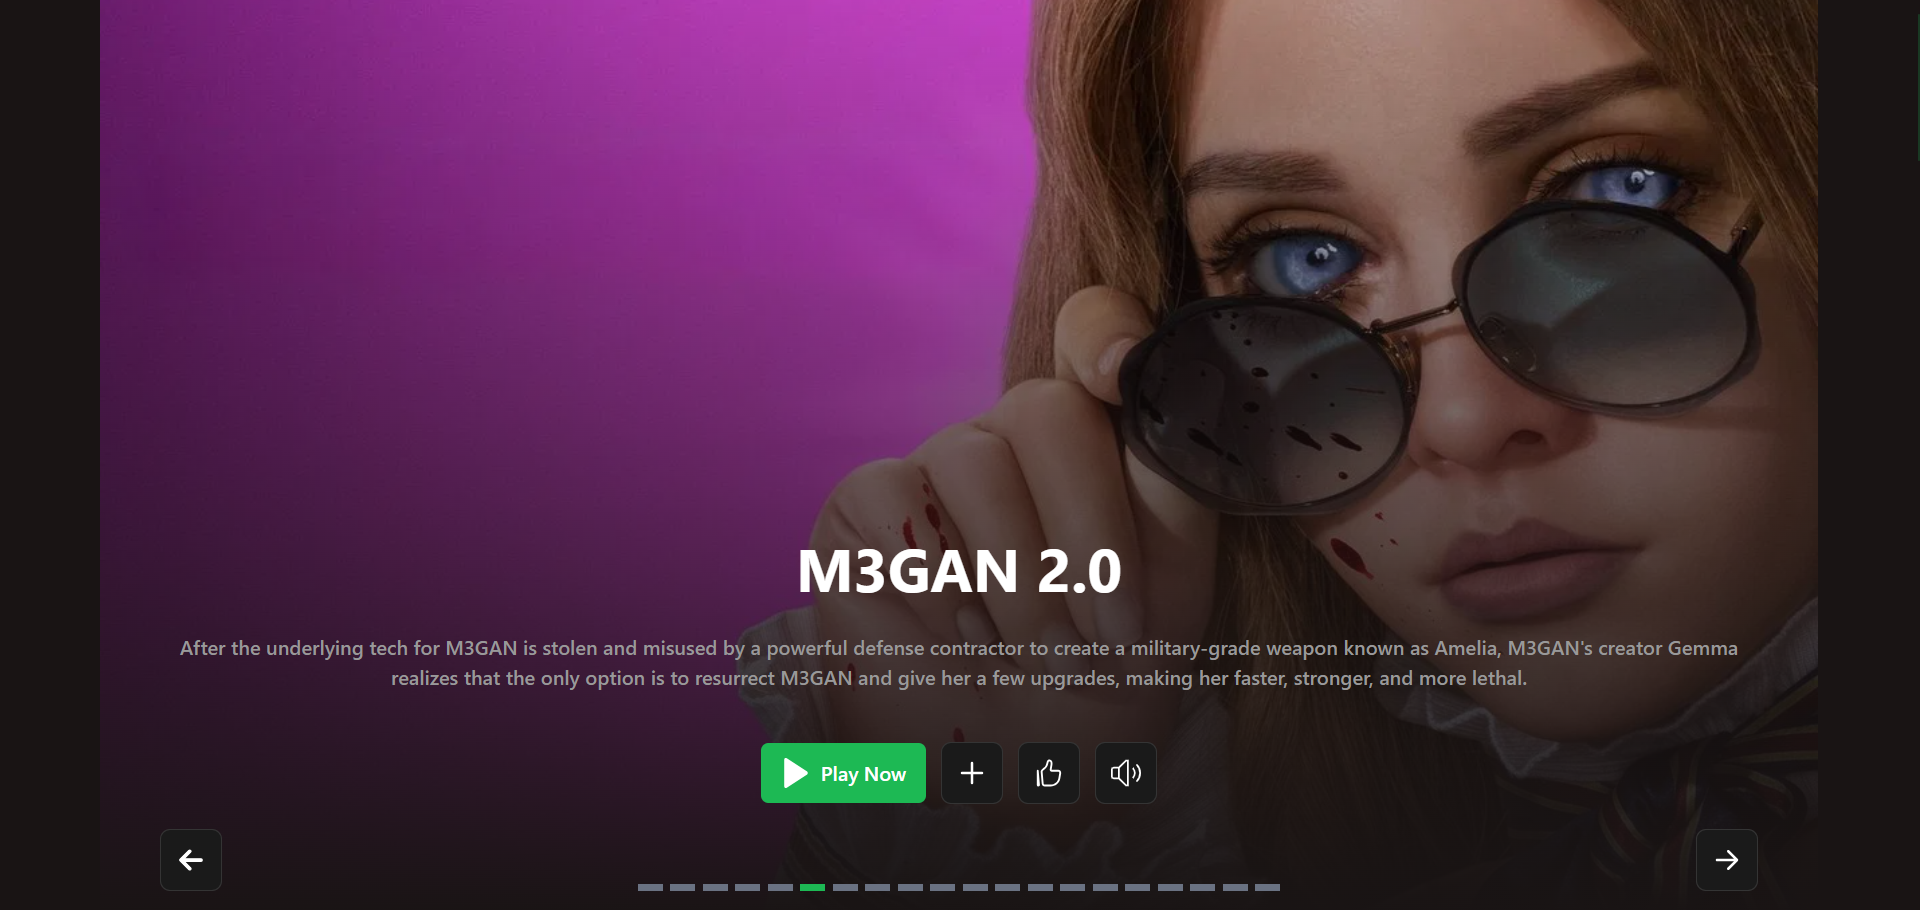 M3GAN 2.0
After the underlying tech for M3GAN is stolen and misused by a powerful defense contractor to create a military-grade weapon known as Amelia, M3GAN's creator Gemma
realizes that the only option is to resurrect M3GAN and give her a few upgrades, making her faster, stronger, and more lethal.
Play Now